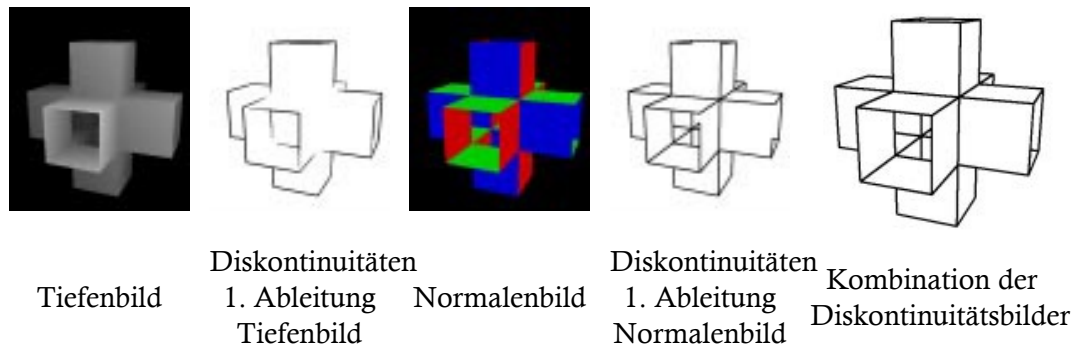 Tiefenbild
Diskontinuitäten
1. Ableitung
Tiefenbild
Normalenbild
Diskontinuitäten
1. Ableitung
Normalenbild
Kombination der
Diskontinuitätsbilder